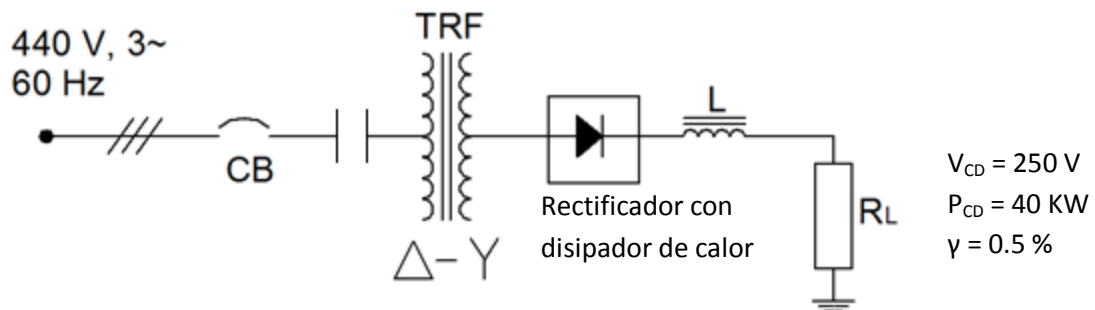 440 V, 3~
60 Hz
CB
TRF
△-Y
Rectificador con
disipador de calor
L
RL
VCD = 250 V
PCD = 40 KW
γ = 0.5 %